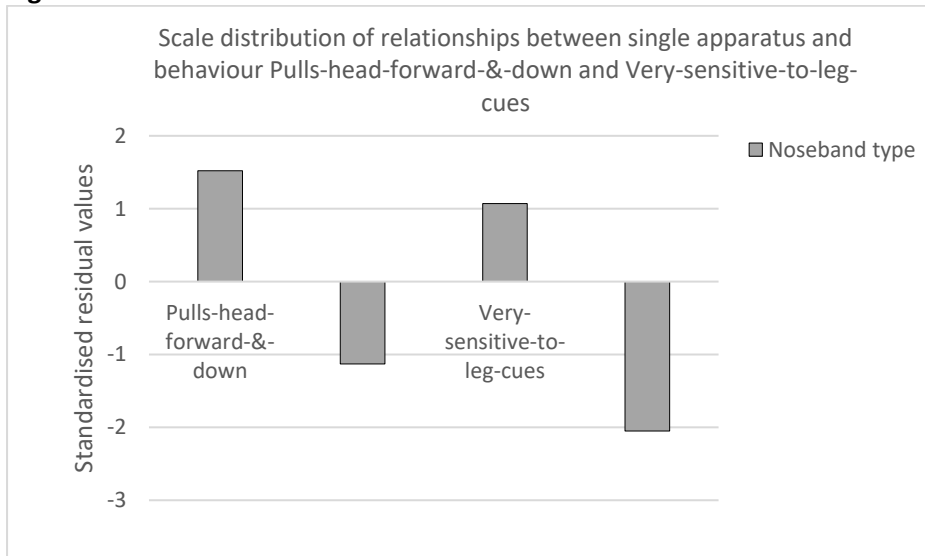 Scale distribution of relationships between single apparatus and
behaviour Pulls-head-forward-&-down and Very-sensitive-to-leg-
cues
2
1
0
-1
-2
-3
Standardised residual values
Pulls-head-
forward-&-
down
Very-
sensitive-to-
leg-cues
Noseband type